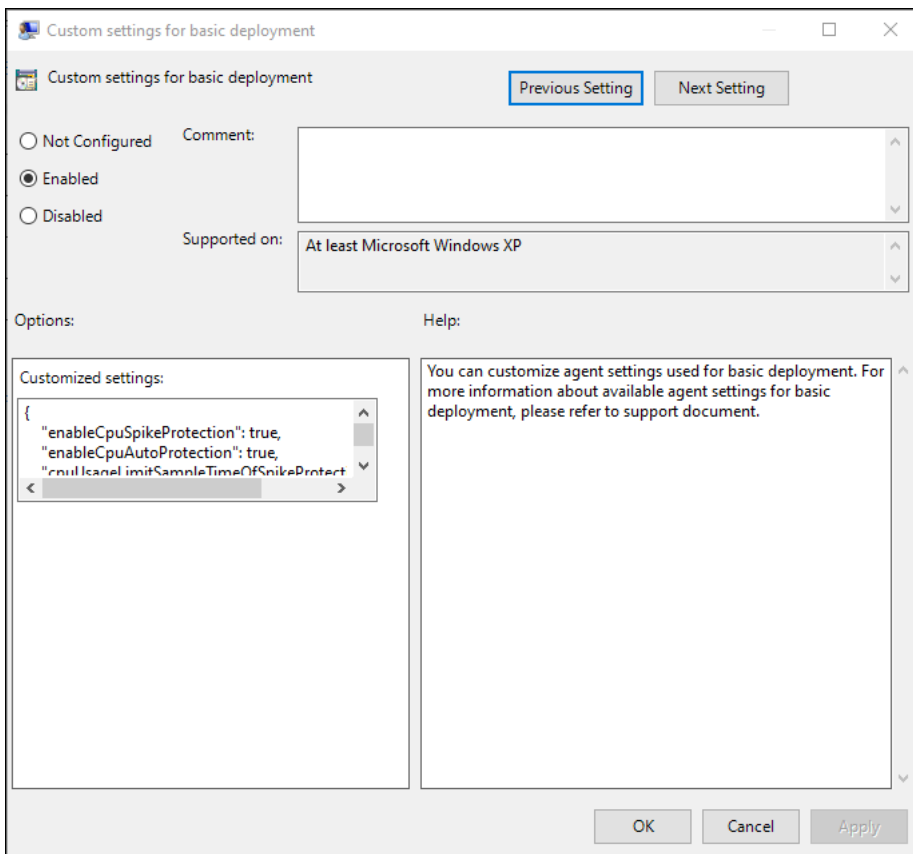 Custom settings for basic deployment
Custom settings for basic deployment
Previous Setting
Next Setting
Not Configured
Comment:
Enabled
Disabled
Supported on:
At least Microsoft Windows XP
Options:
Help:
Customized settings:
{
"enableCpuSpikeProtection": true,
"enableCpuAutoProtection": true,
"cpuUsageLimitSampleTimeOfSpikeProtect
You can customize agent settings used for basic deployment. For
more information about available agent settings for basic
deployment, please refer to support document.
OK
Cancel
Apply